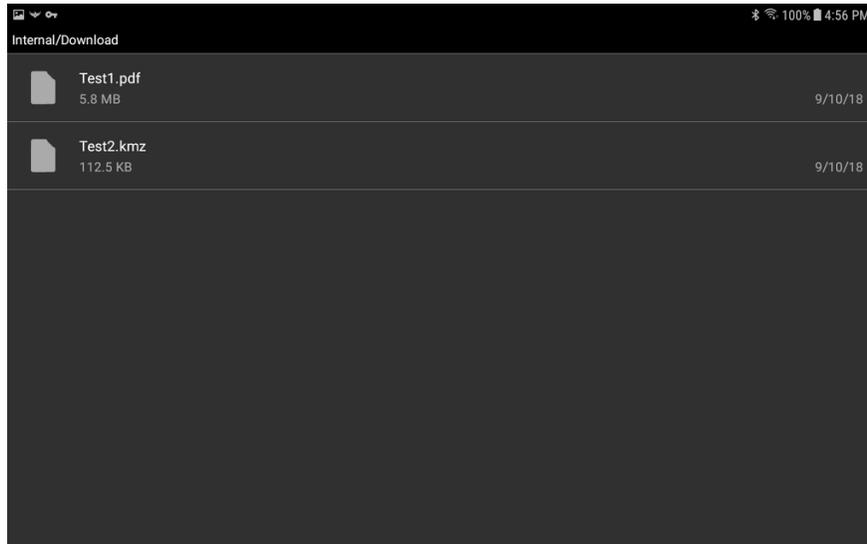 100% 4:56 PM
Internal/Download
Test1.pdf
5.8 MB
9/10/18
Test2.kmz
112.5 KB
9/10/18